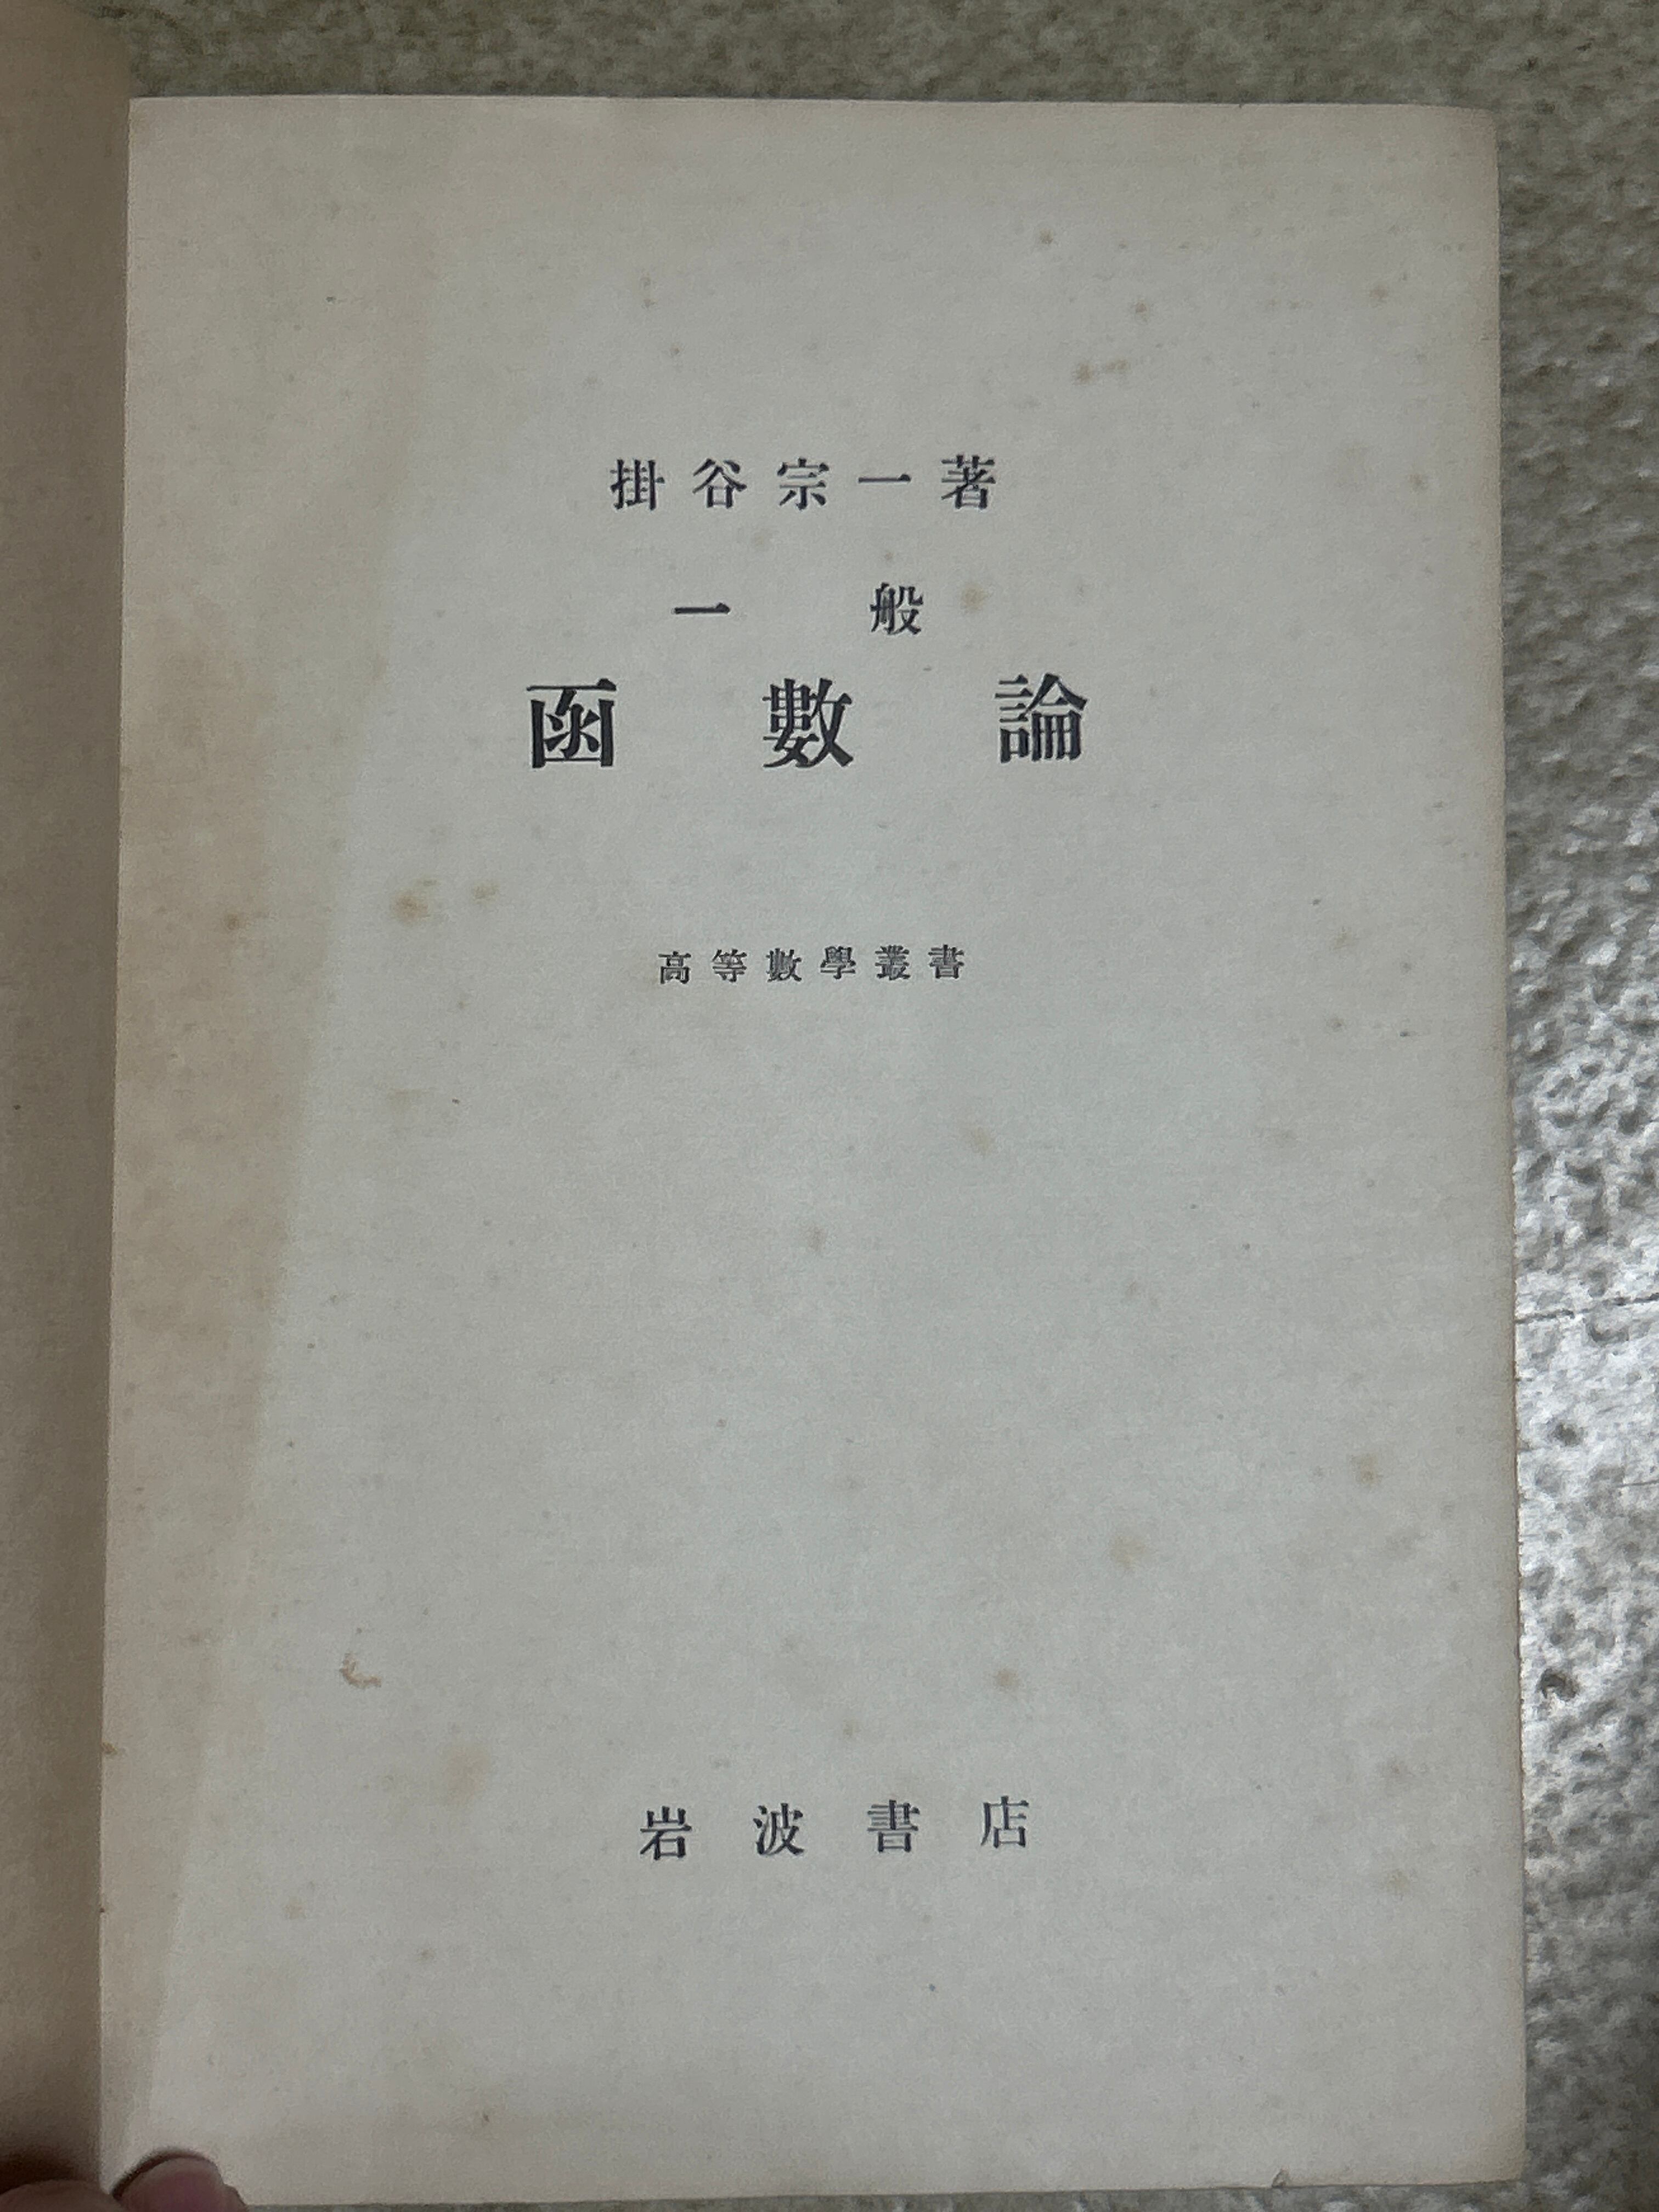 掛谷宗一著
一般
函數論
高等數學叢書
岩波書店